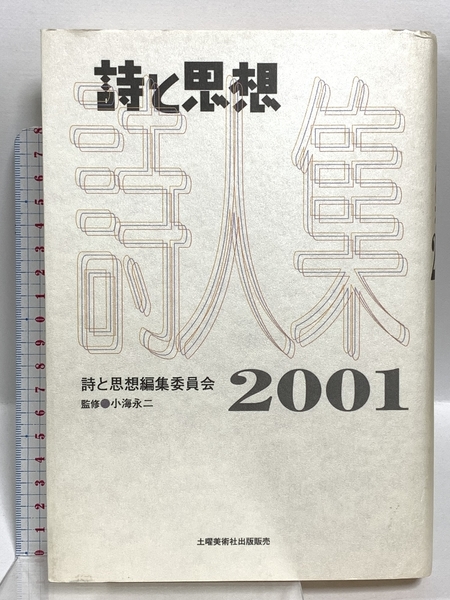 詩と思想
詩人集
詩と思想編集委員会
監修●小海永二
2001
土曜美術社出版販売